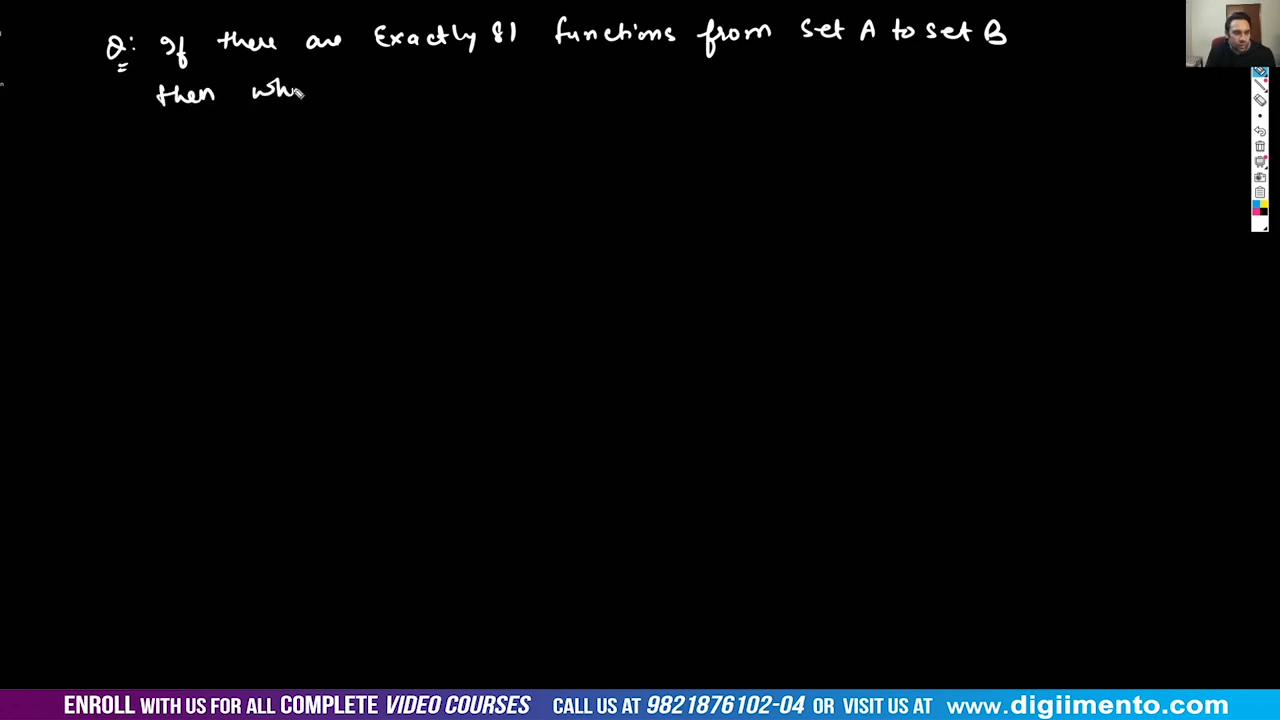 Q: If there are Exactly 81 functions from set A to set B
then wh
ENROLL WITH US FOR ALL COMPLETE VIDEO COURSES CALL US AT 9821876102-04 OR VISIT US AT www.digiimento.com